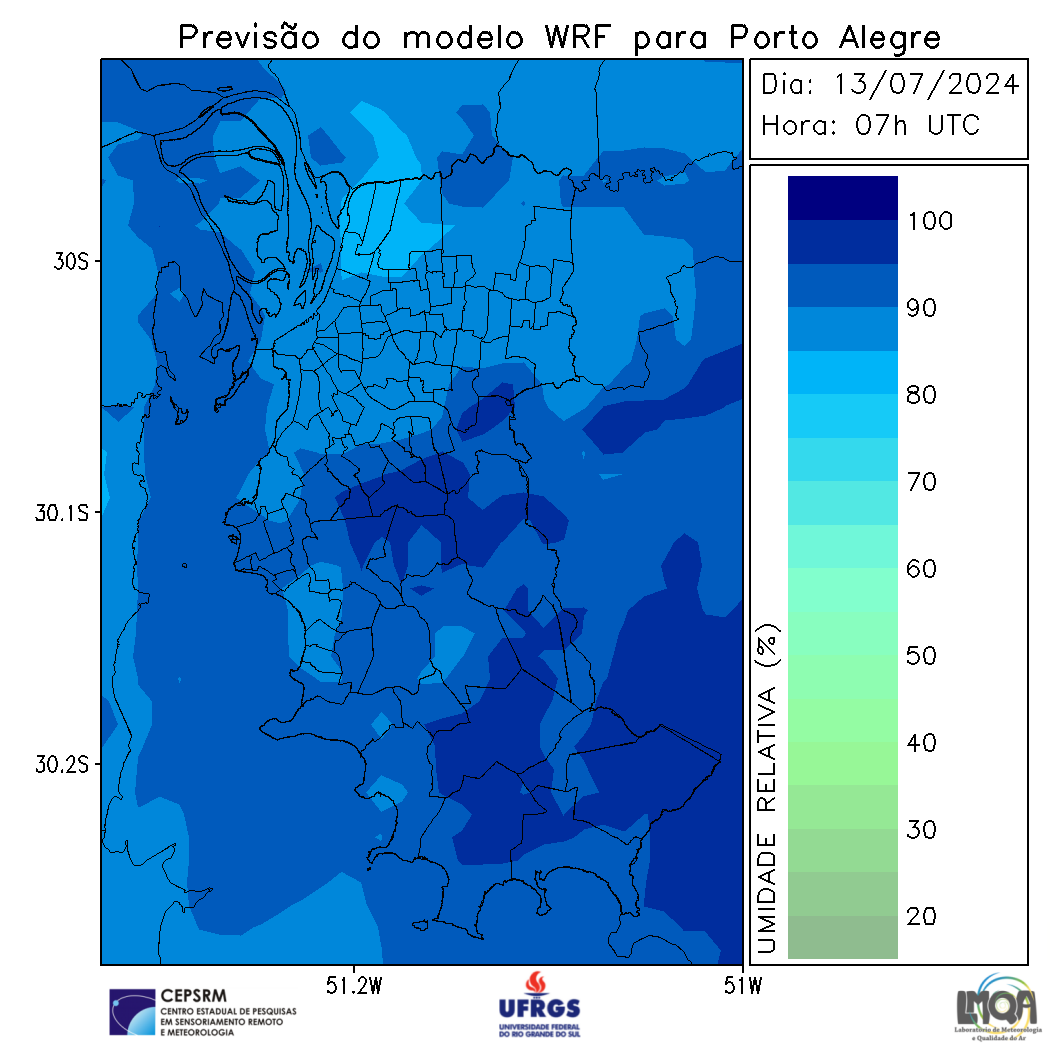 Previsão do modelo WRF para Porto Alegre
Dia: 13/07/2024
Hora: 07h UTC
30S
30.1S
30.2S
51.2W
51W
UMIDADE RELATIVA (%)
100
90
80
70
60
50
40
30
20
CEPSRM
CENTRO ESTADUAL DE PESQUISAS
EM SENSORIAMENTO REMOTO
E METEOROLOGIA
UFRGS
UNIVERSIDADE FEDERAL
DO RIO GRANDE DO SUL
LMQA
Laboratório de Meteorologia
e Qualidade do Ar